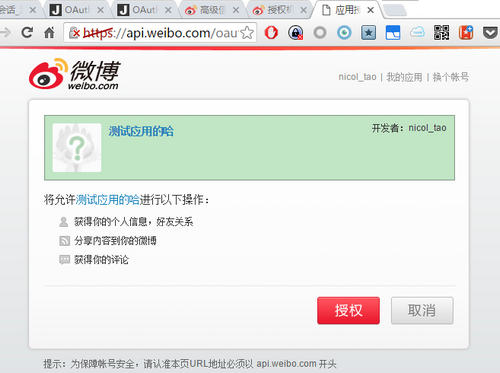 会话_
OAuth
OAuth
高级信
授权机
应用授
https://api.weibo.com/oaut
微博
weibo.com
nicol_tao | 我的应用 | 换个帐号
测试应用的哈
开发者：nicol_tao
将允许测试应用的哈进行以下操作：
获得你的个人信息，好友关系
分享内容到你的微博
获得你的评论
授权 取消
提示：为保障帐号安全，请认准本页URL地址必须以 api.weibo.com 开头